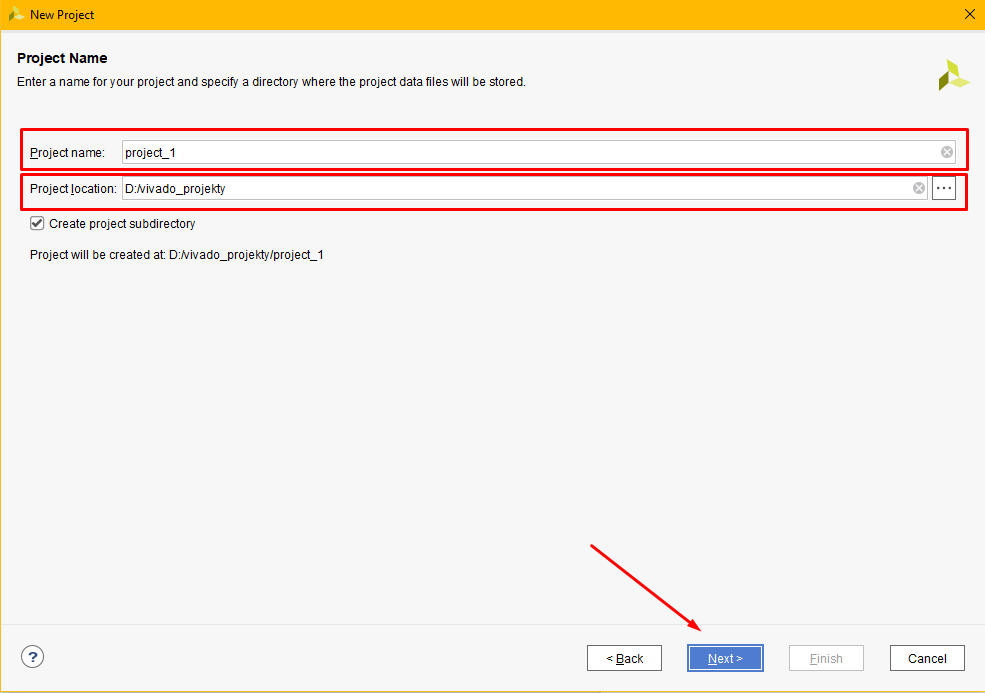 New Project
Project Name
Enter a name for your project and specify a directory where the project data files will be stored.
Project name: project_1
Project location: D:/vivado_projekty ...
Create project subdirectory
Project will be created at: D:/vivado_projekty/project_1
? < Back Next > Finish Cancel